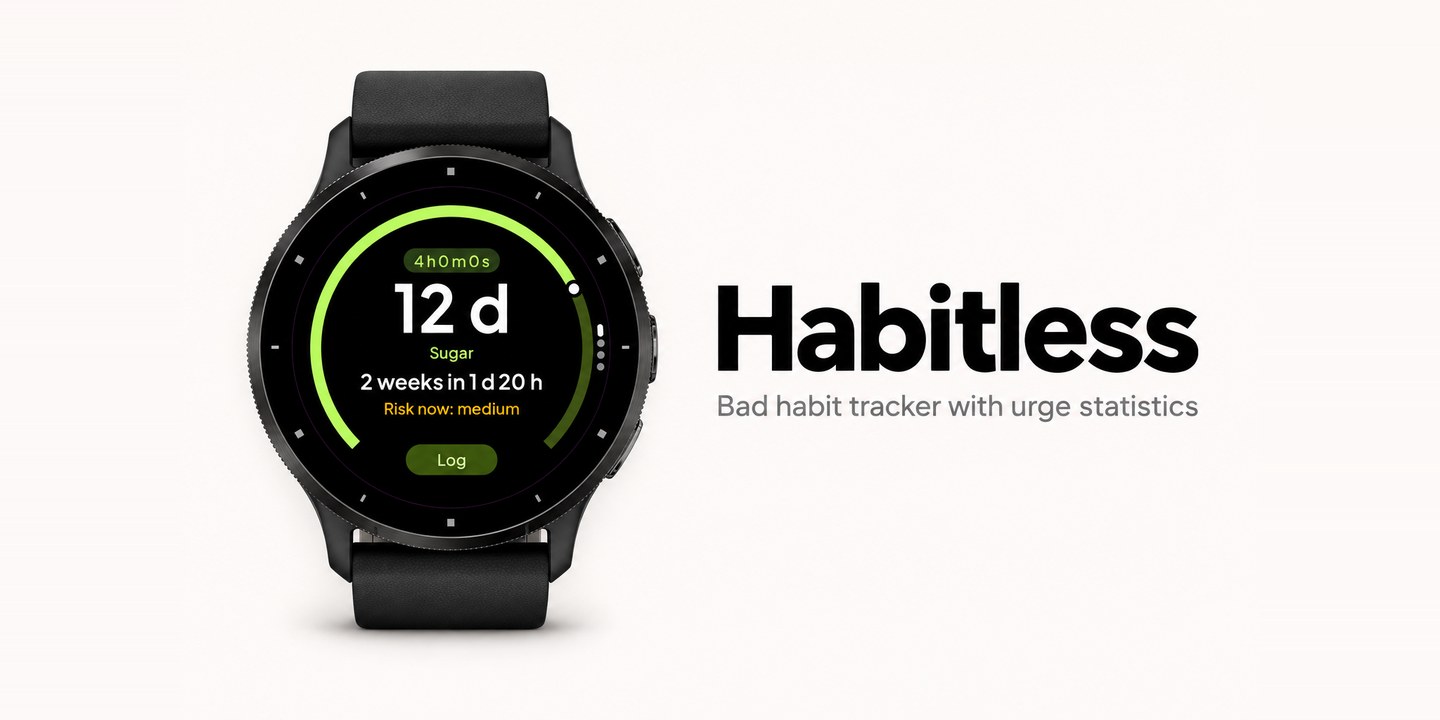 4h0m0s
12 d
Sugar
2 weeks in 1 d 20 h
Risk now: medium
Log
Habitless
Bad habit tracker with urge statistics